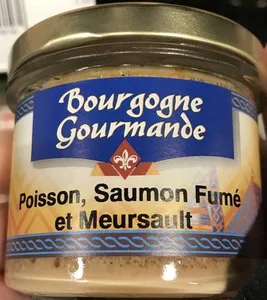 Bourgogne
Gourmande
Poisson, Saumon Fumé
et Meursault